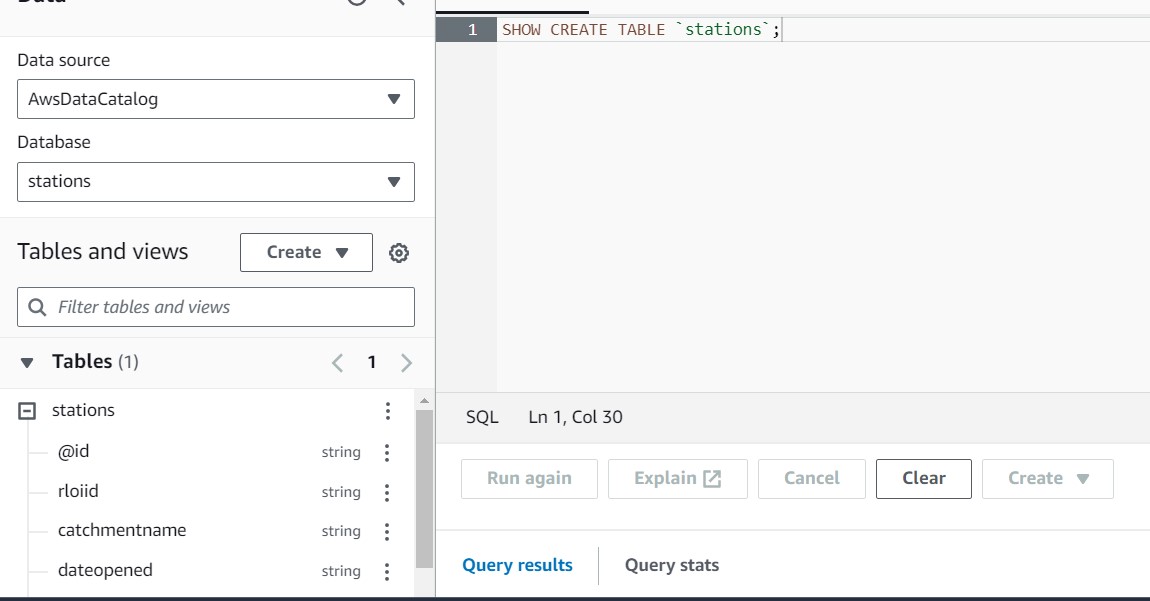 Data source
AwsDataCatalog
Database
stations
Tables and views
Create
Filter tables and views
Tables (1)
1
stations
@id string
rloiid string
catchmentname string
dateopened string
1 SHOW CREATE TABLE `stations`;
SQL Ln 1, Col 30
Run again Explain Cancel Clear Create
Query results Query stats